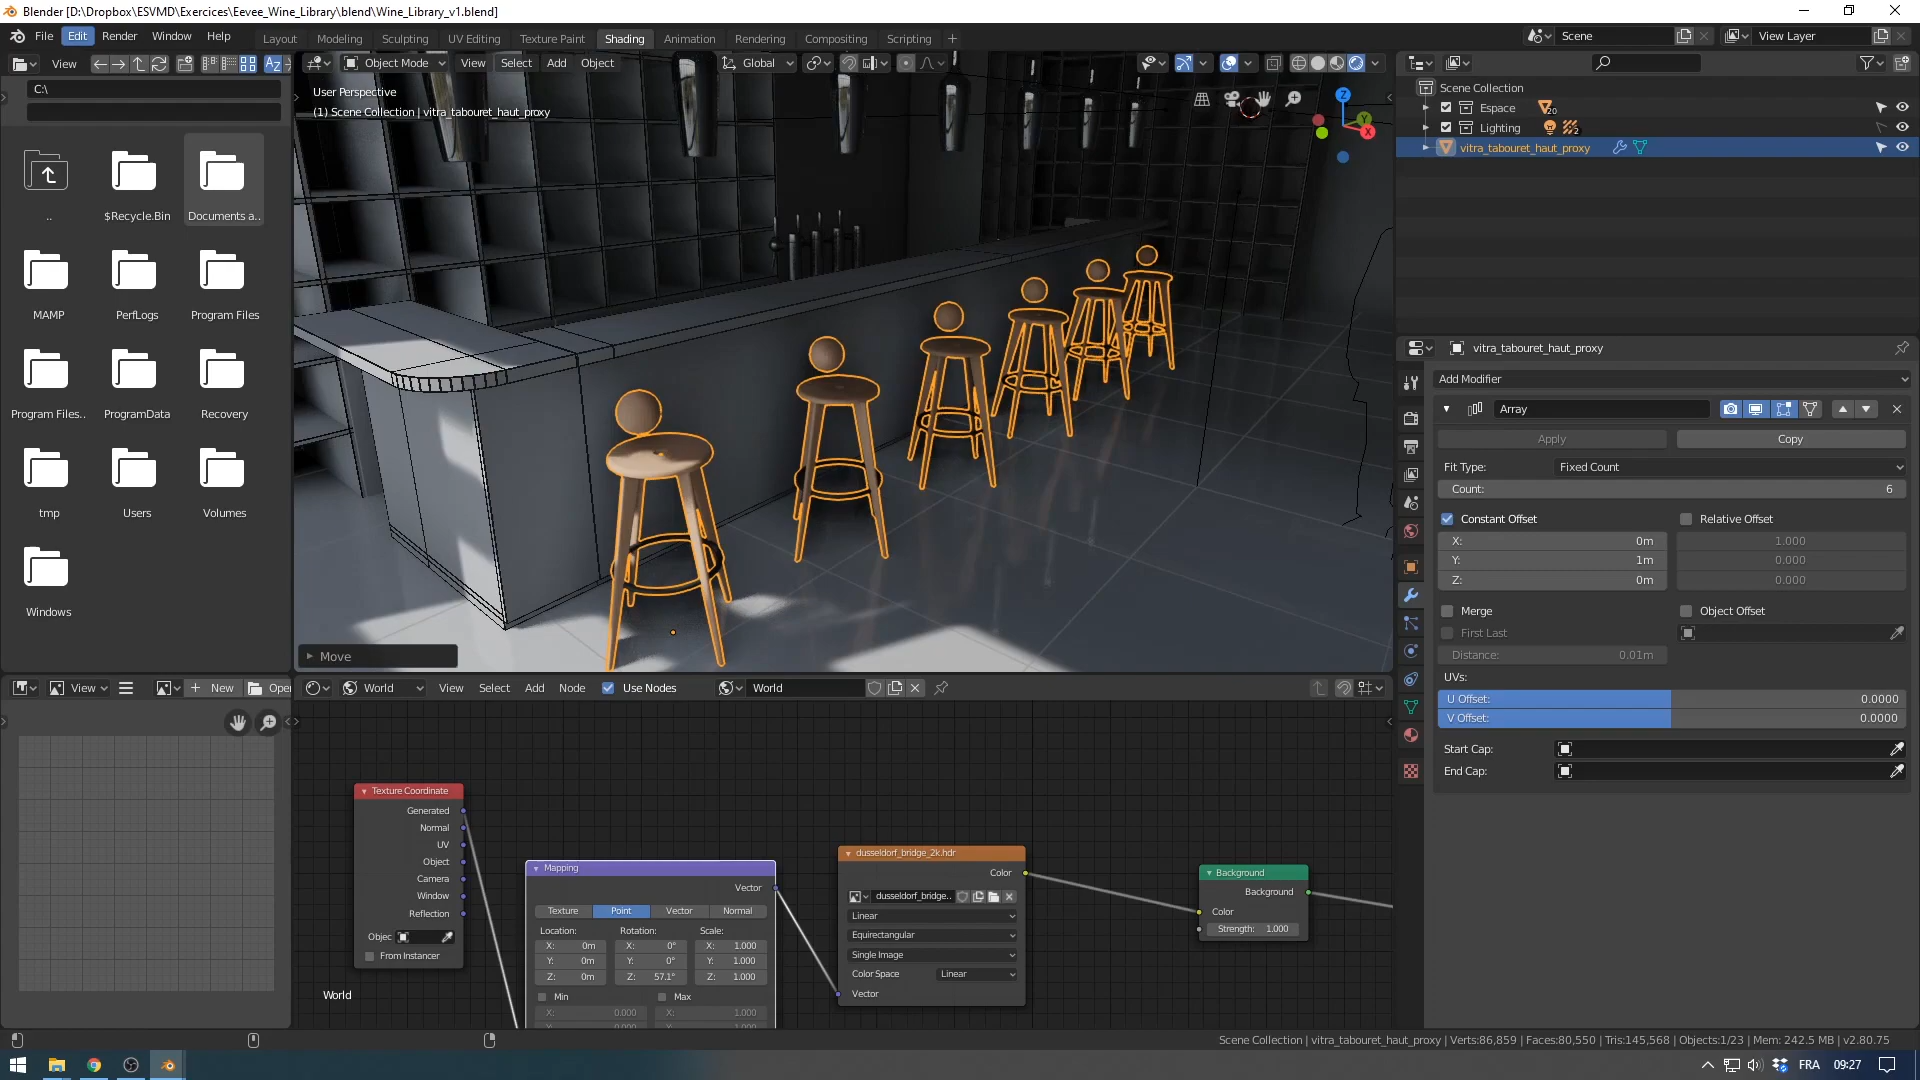 Blender [D:\Dropbox\ESVMD\Exercices\Eevee_Wine_Library\blend\Wine_Library_v1.blend]
File Edit Render Window Help
Layout Modeling Sculpting UV Editing Texture Paint Shading Animation Rendering Compositing Scripting +
Scene
View Layer
View
C:\
..
$Recycle.Bin
Documents a..
MAMP
PerfLogs
Program Files
Program Files..
ProgramData
Recovery
tmp
Users
Volumes
Windows
Object Mode View Select Add Object Global
User Perspective
(1) Scene Collection | vitra_tabouret_haut_proxy
Z
Y
X
Move
Scene Collection
Espace 20
Lighting 2
vitra_tabouret_haut_proxy
vitra_tabouret_haut_proxy
Add Modifier
Array
Apply Copy
Fit Type: Fixed Count
Count: 6
Constant Offset Relative Offset
X: 0m 1.000
Y: 1m 0.000
Z: 0m 0.000
Merge Object Offset
First Last
Distance: 0.01m
UVs:
U Offset: 0.0000
V Offset: 0.0000
Start Cap:
End Cap:
View New Open
World View Select Add Node Use Nodes World
Texture Coordinate
Generated
Normal
UV
Object
Camera
Window
Reflection
Objec
From Instancer
Mapping
Vector
Texture Point Vector Normal
Location: Rotation: Scale:
X: 0m X: 0° X: 1.000
Y: 0m Y: 0° Y: 1.000
Z: 0m Z: 57.1° Z: 1.000
Min Max
X: 0.000 X: 1.000
dusseldorf_bridge_2k.hdr
Color
dusseldorf_bridge..
Linear
Equirectangular
Single Image
Color Space Linear
Vector
Background
Background
Color
Strength: 1.000
World
Scene Collection | vitra_tabouret_haut_proxy | Verts:86,859 | Faces:80,550 | Tris:145,568 | Objects:1/23 | Mem: 242.5 MB | v2.80.75
FRA 09:27